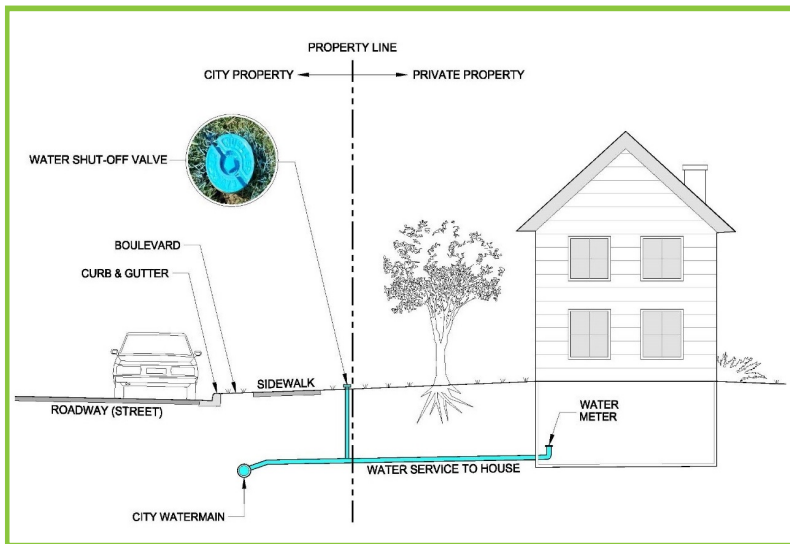 PROPERTY LINE
CITY PROPERTY
PRIVATE PROPERTY
WATER SHUT-OFF VALVE
BOULEVARD
CURB & GUTTER
SIDEWALK
ROADWAY (STREET)
WATER
METER
WATER SERVICE TO HOUSE
CITY WATERMAIN